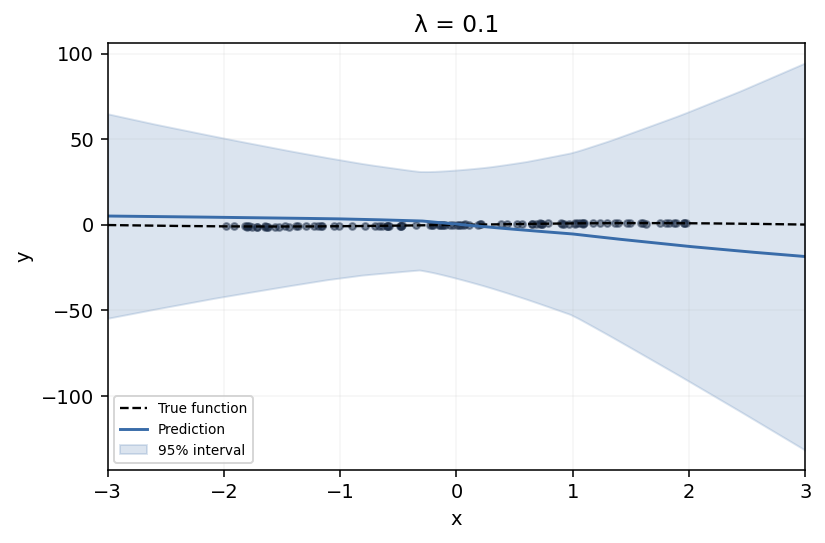 λ = 0.1
100
50
0
−50
−100
y
True function
Prediction
95% interval
−3
−2
−1
0
1
2
3
x